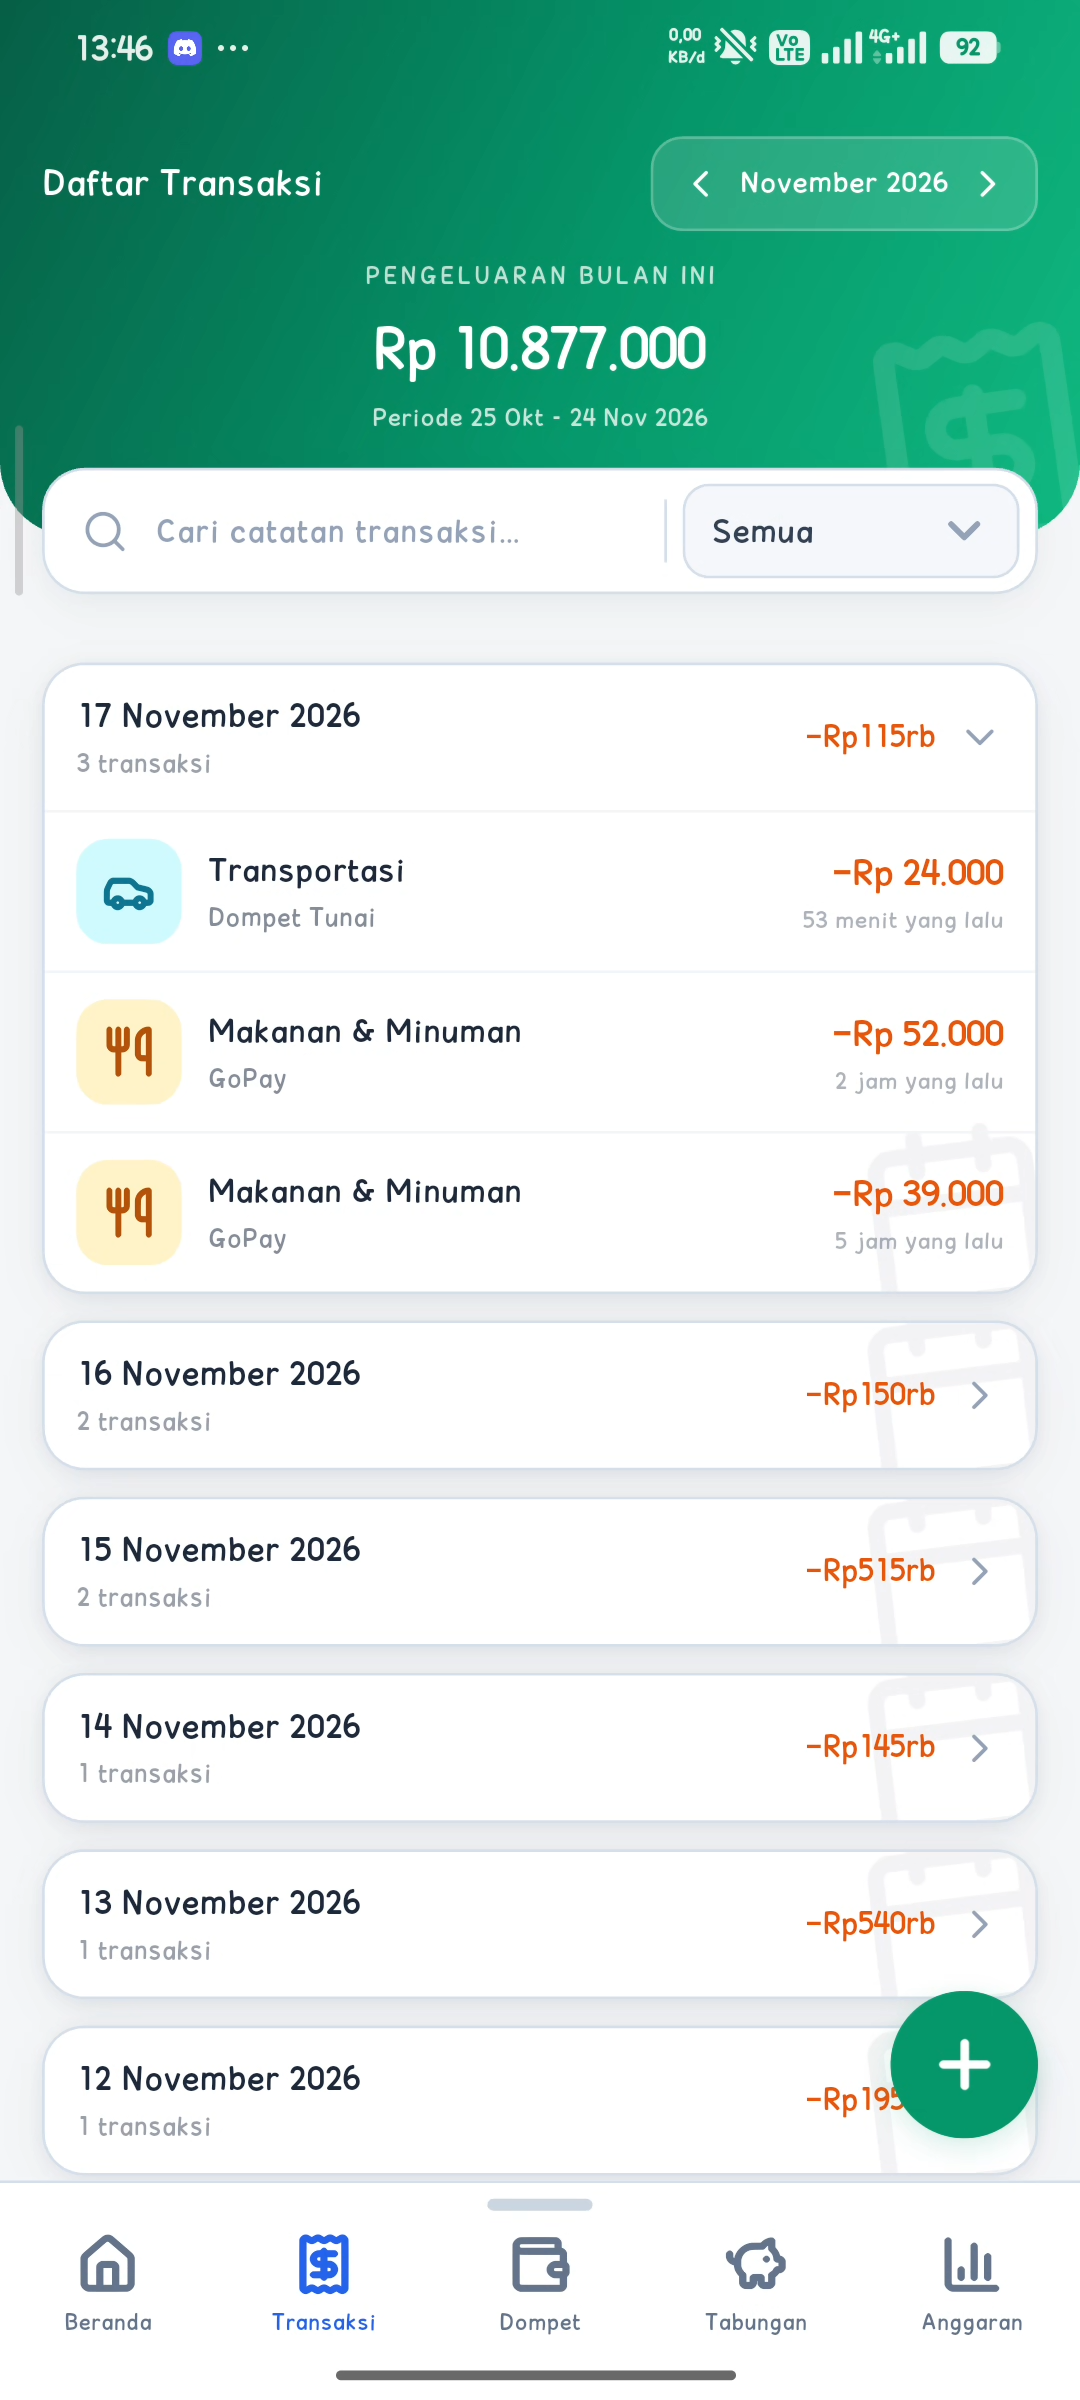 13:46
0,00 KB/d
Vo LTE
4G+
92
Daftar Transaksi
November 2026
PENGELUARAN BULAN INI
Rp 10.877.000
Periode 25 Okt - 24 Nov 2026
Cari catatan transaksi...
Semua
17 November 2026
3 transaksi
-Rp115rb
Transportasi
Dompet Tunai
-Rp 24.000
53 menit yang lalu
Makanan & Minuman
GoPay
-Rp 52.000
2 jam yang lalu
Makanan & Minuman
GoPay
-Rp 39.000
5 jam yang lalu
16 November 2026
2 transaksi
-Rp150rb
15 November 2026
2 transaksi
-Rp515rb
14 November 2026
1 transaksi
-Rp145rb
13 November 2026
1 transaksi
-Rp540rb
12 November 2026
1 transaksi
-Rp195
Beranda
Transaksi
Dompet
Tabungan
Anggaran